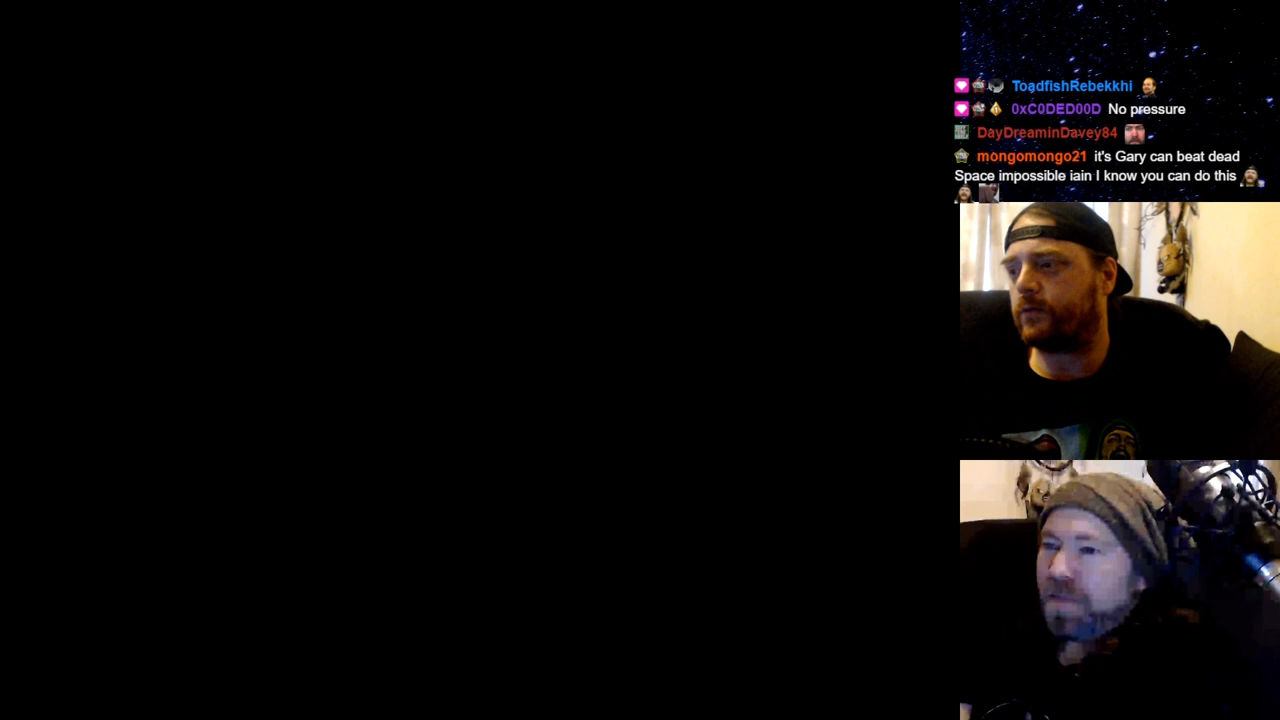 ToadfishRebekkhi
0xC0DED00D No pressure
DayDreaminDavey84
mongomongo21 it's Gary can beat dead
Space impossible iain I know you can do this